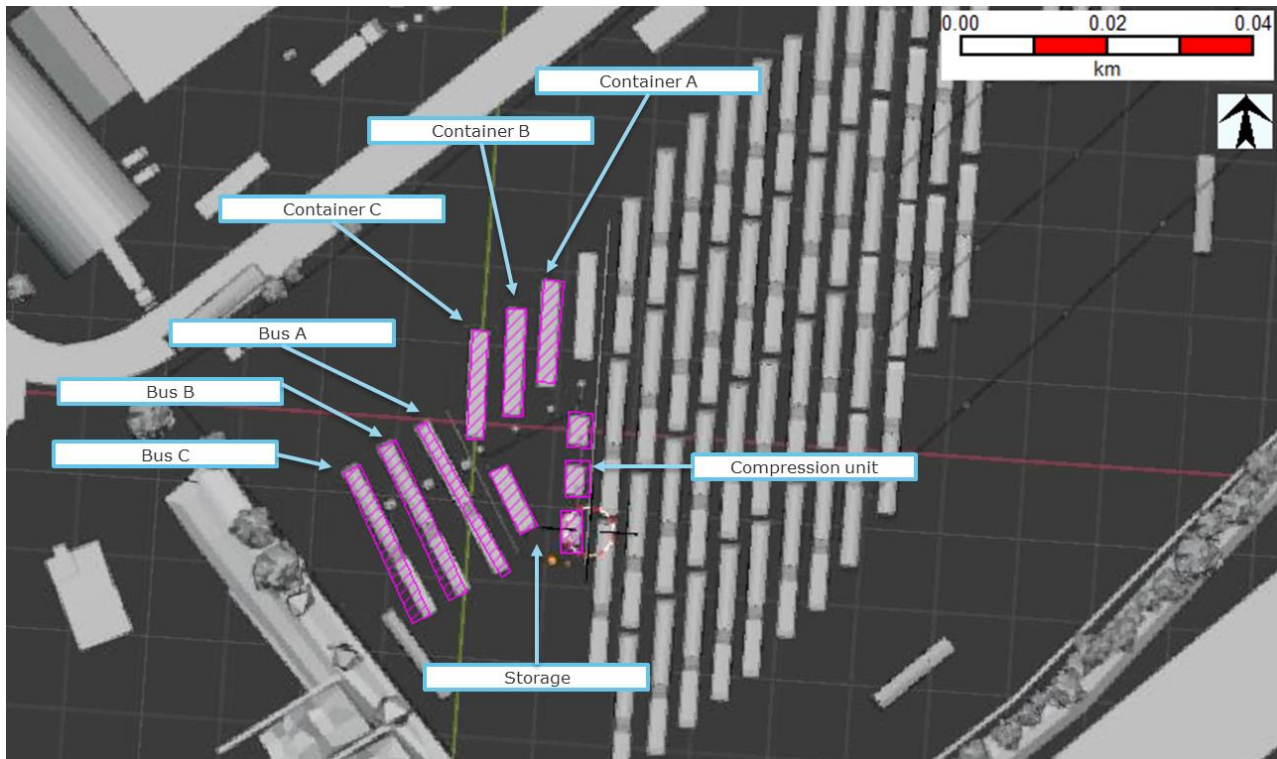 0.00 0.02 0.04
km
Container A
Container B
Container C
Bus A
Bus B
Bus C
Compression unit
Storage